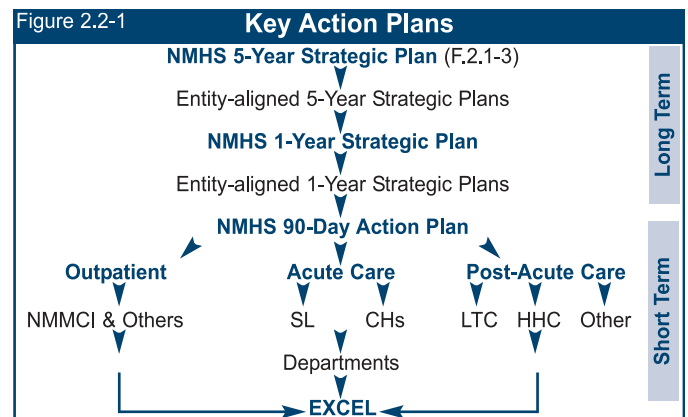 Figure 2.2-1
Key Action Plans
NMHS 5-Year Strategic Plan (F.2.1-3)
Entity-aligned 5-Year Strategic Plans
NMHS 1-Year Strategic Plan
Entity-aligned 1-Year Strategic Plans
Long Term
NMHS 90-Day Action Plan
Outpatient Acute Care Post-Acute Care
NMMCI & Others SL CHs LTC HHC Other
Departments
EXCEL
Short Term